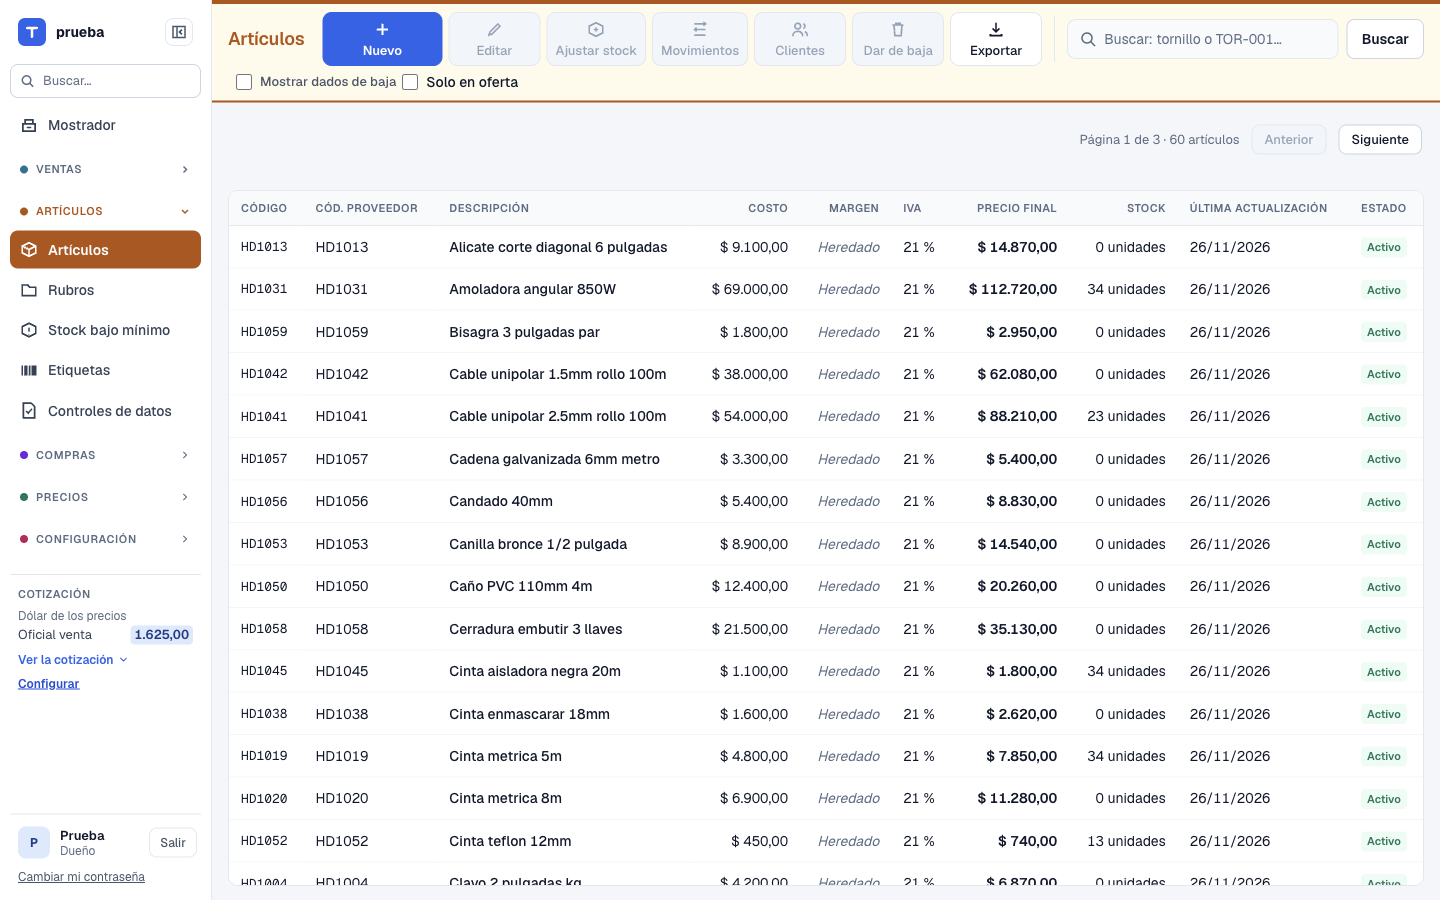 prueba
Buscar...
Mostrador
VENTAS
ARTÍCULOS
Artículos
Rubros
Stock bajo mínimo
Etiquetas
Controles de datos
COMPRAS
PRECIOS
CONFIGURACIÓN
COTIZACIÓN
Dólar de los precios
Oficial venta 1.625,00
Ver la cotización
Configurar
P Prueba
Dueño
Salir
Cambiar mi contraseña
Artículos
Nuevo
Editar
Ajustar stock
Movimientos
Clientes
Dar de baja
Exportar
Buscar: tornillo o TOR-001...
Buscar
Mostrar dados de baja Solo en oferta
Página 1 de 3 · 60 artículos Anterior Siguiente
CÓDIGO CÓD. PROVEEDOR DESCRIPCIÓN COSTO MARGEN IVA PRECIO FINAL STOCK ÚLTIMA ACTUALIZACIÓN ESTADO
HD1013 HD1013 Alicate corte diagonal 6 pulgadas $ 9.100,00 Heredado 21 % $ 14.870,00 0 unidades 26/11/2026 Activo
HD1031 HD1031 Amoladora angular 850W $ 69.000,00 Heredado 21 % $ 112.720,00 34 unidades 26/11/2026 Activo
HD1059 HD1059 Bisagra 3 pulgadas par $ 1.800,00 Heredado 21 % $ 2.950,00 0 unidades 26/11/2026 Activo
HD1042 HD1042 Cable unipolar 1.5mm rollo 100m $ 38.000,00 Heredado 21 % $ 62.080,00 0 unidades 26/11/2026 Activo
HD1041 HD1041 Cable unipolar 2.5mm rollo 100m $ 54.000,00 Heredado 21 % $ 88.210,00 23 unidades 26/11/2026 Activo
HD1057 HD1057 Cadena galvanizada 6mm metro $ 3.300,00 Heredado 21 % $ 5.400,00 0 unidades 26/11/2026 Activo
HD1056 HD1056 Candado 40mm $ 5.400,00 Heredado 21 % $ 8.830,00 0 unidades 26/11/2026 Activo
HD1053 HD1053 Canilla bronce 1/2 pulgada $ 8.900,00 Heredado 21 % $ 14.540,00 0 unidades 26/11/2026 Activo
HD1050 HD1050 Caño PVC 110mm 4m $ 12.400,00 Heredado 21 % $ 20.260,00 0 unidades 26/11/2026 Activo
HD1058 HD1058 Cerradura embutir 3 llaves $ 21.500,00 Heredado 21 % $ 35.130,00 0 unidades 26/11/2026 Activo
HD1045 HD1045 Cinta aisladora negra 20m $ 1.100,00 Heredado 21 % $ 1.800,00 34 unidades 26/11/2026 Activo
HD1038 HD1038 Cinta enmascarar 18mm $ 1.600,00 Heredado 21 % $ 2.620,00 0 unidades 26/11/2026 Activo
HD1019 HD1019 Cinta metrica 5m $ 4.800,00 Heredado 21 % $ 7.850,00 34 unidades 26/11/2026 Activo
HD1020 HD1020 Cinta metrica 8m $ 6.900,00 Heredado 21 % $ 11.280,00 0 unidades 26/11/2026 Activo
HD1052 HD1052 Cinta teflon 12mm $ 450,00 Heredado 21 % $ 740,00 13 unidades 26/11/2026 Activo
HD1004 HD1004 Clavo 2 pulgadas kg $ 4.200,00 Heredado 21 % $ 6.870,00 0 unidades 26/11/2026 Activo